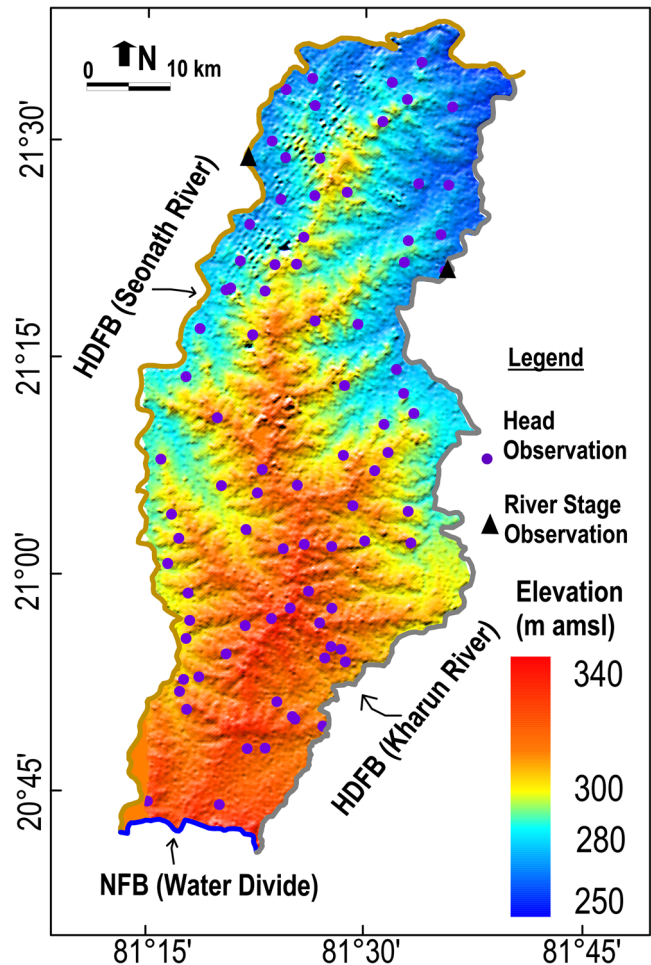 N
0 10 km
21°30'
HDFB (Seonath River)
21°15'
Legend
Head
Observation
River Stage
Observation
21°00'
Elevation
(m amsl)
340
300
280
250
HDFB (Kharun River)
20°45'
NFB (Water Divide)
81°15' 81°30' 81°45'